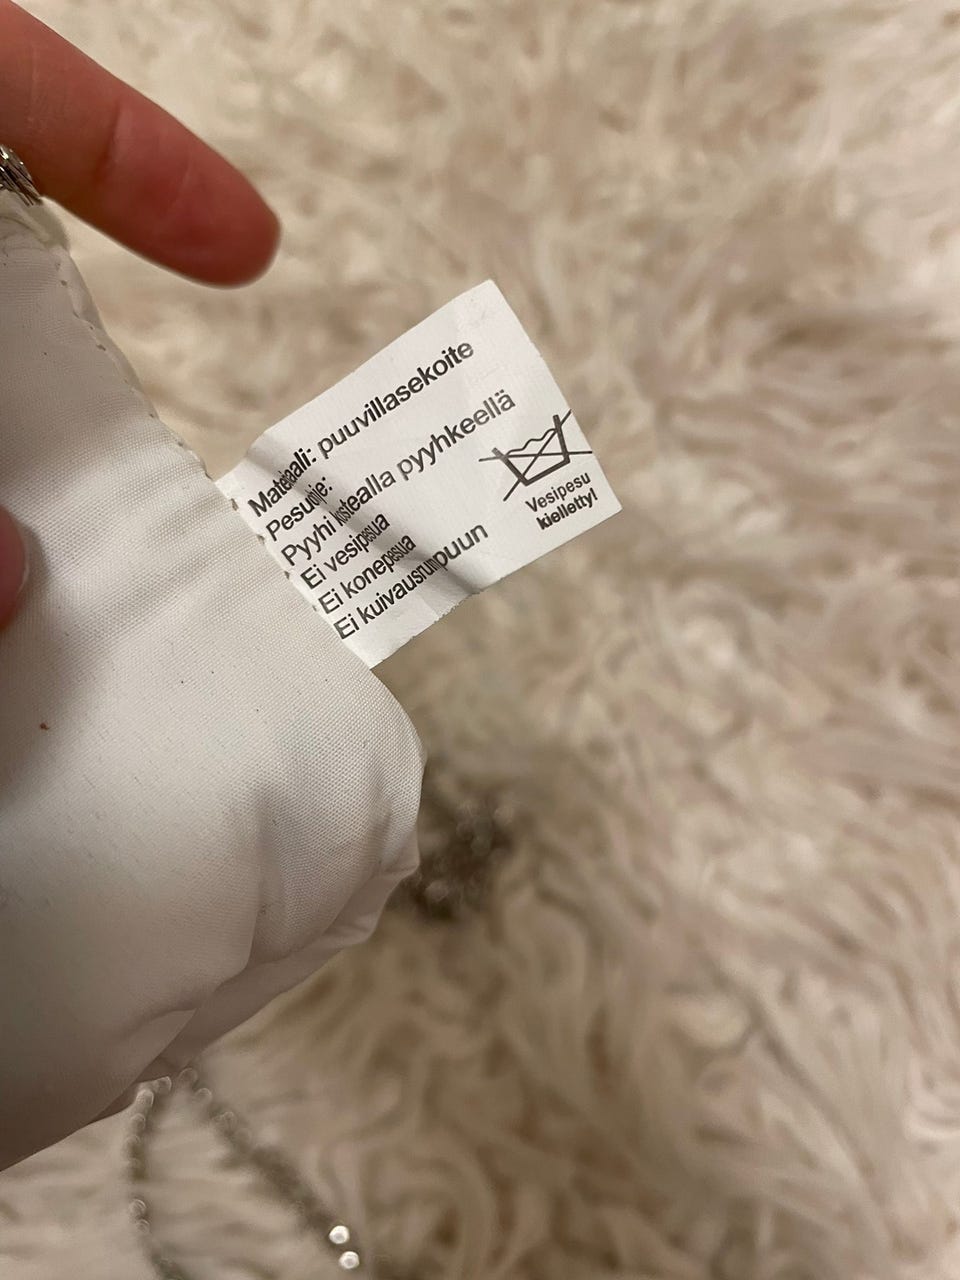 Materiaali: puuvillasekoite
Pesuohje:
Pyyhi kostealla pyyhkeellä
Ei vesipesua
Ei konepesua
Ei kuivausrumpuun
Vesipesu
kielletty!